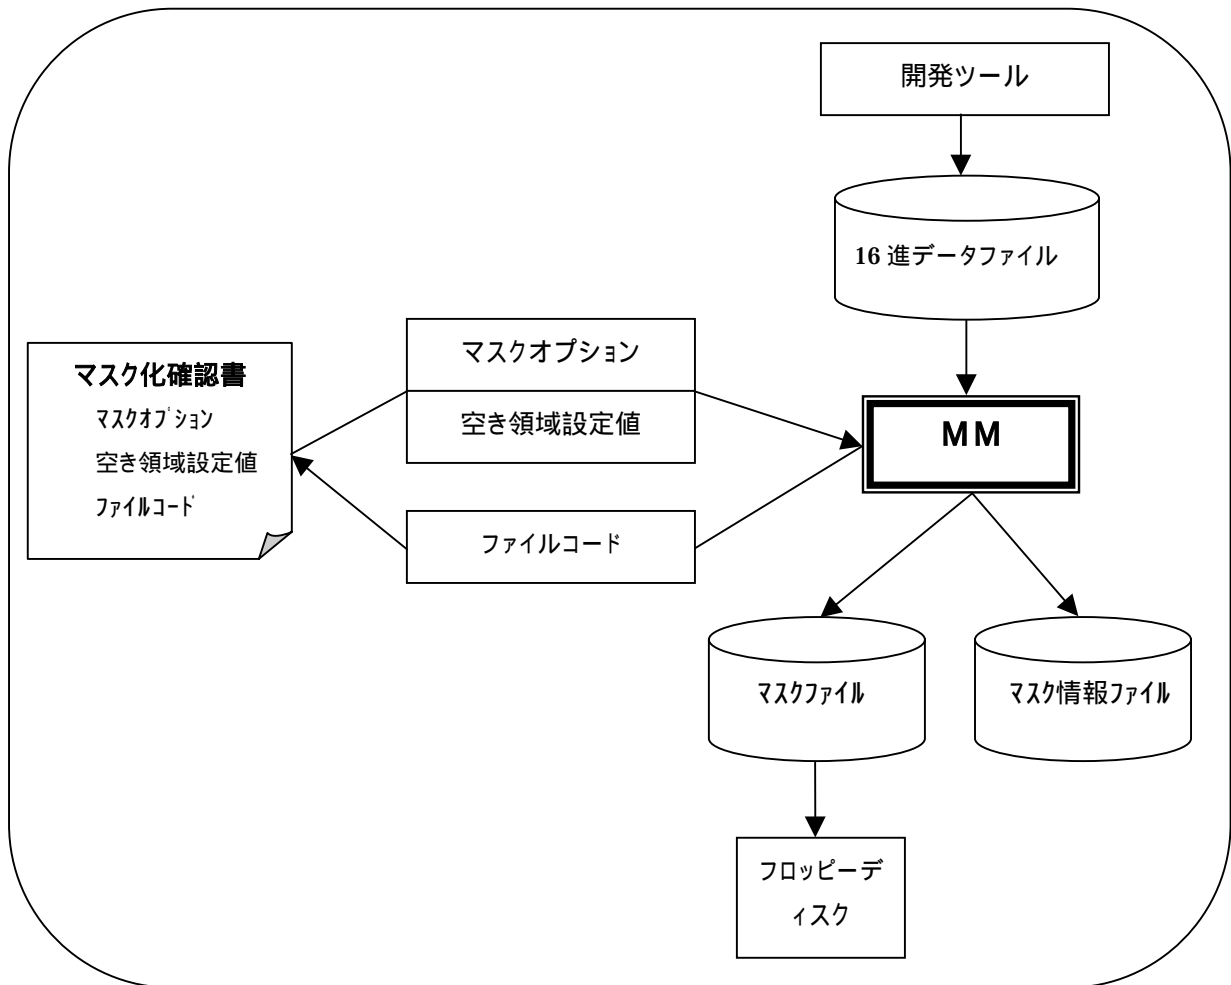 開発ツール
16 進データファイル
マスクオプション
空き領域設定値
マスク化確認書
マスクオプション
空き領域設定値
ファイルコード
ＭＭ
ファイルコード
マスクファイル
マスク情報ファイル
フロッピーデ
ィスク